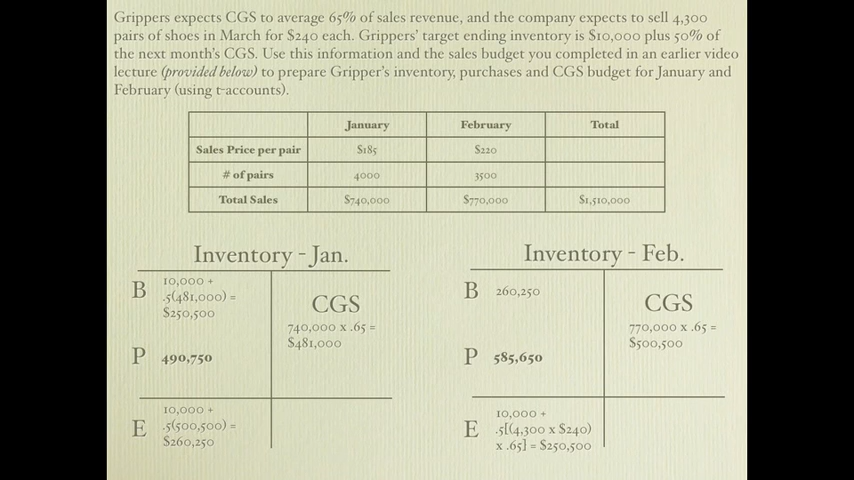 Grippers expects CGS to average 65% of sales revenue, and the company expects to sell 4,300
pairs of shoes in March for $240 each. Grippers' target ending inventory is $10,000 plus 50% of
the next month's CGS. Use this information and the sales budget you completed in an earlier video
lecture (provided below) to prepare Gripper's inventory, purchases and CGS budget for January and
February (using t-accounts).
January February Total
Sales Price per pair $185 $220
# of pairs 4000 3500
Total Sales $740,000 $770,000 $1,510,000
Inventory - Jan.
B 10,000 +
.5(481,000) =
$250,500
CGS
740,000 x .65 =
$481,000
P 490,750
E 10,000 +
.5(500,500) =
$260,250
Inventory - Feb.
B 260,250
CGS
770,000 x .65 =
$500,500
P 585,650
E 10,000 +
.5[(4,300 x $240)
x .65] = $250,500